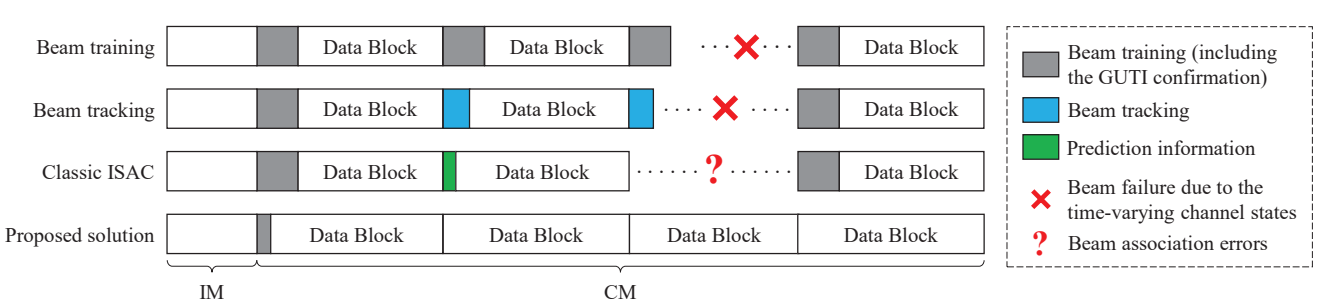 Beam training
Data Block
Data Block
Data Block
Beam tracking
Data Block
Data Block
Data Block
Classic ISAC
Data Block
Data Block
?
Data Block
Proposed solution
Data Block
Data Block
Data Block
Data Block
IM
CM
Beam training (including
the GUTI confirmation)
Beam tracking
Prediction information
Beam failure due to the
time-varying channel states
? Beam association errors